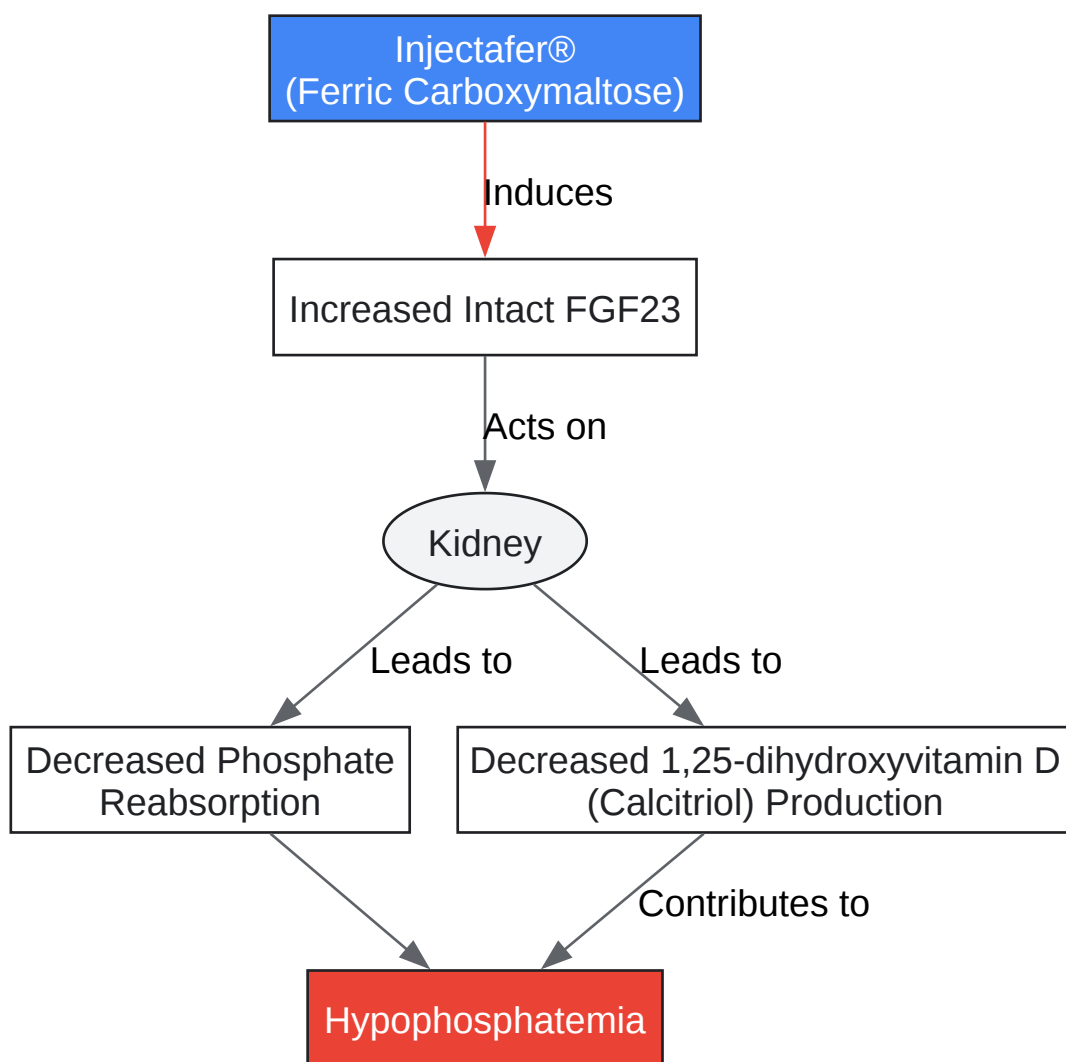 Injectafer®
(Ferric Carboxymaltose)
Induces
Increased Intact FGF23
Acts on
Kidney
Leads to
Leads to
Decreased Phosphate
Reabsorption
Decreased 1,25-dihydroxyvitamin D
(Calcitriol) Production
Contributes to
Hypophosphatemia